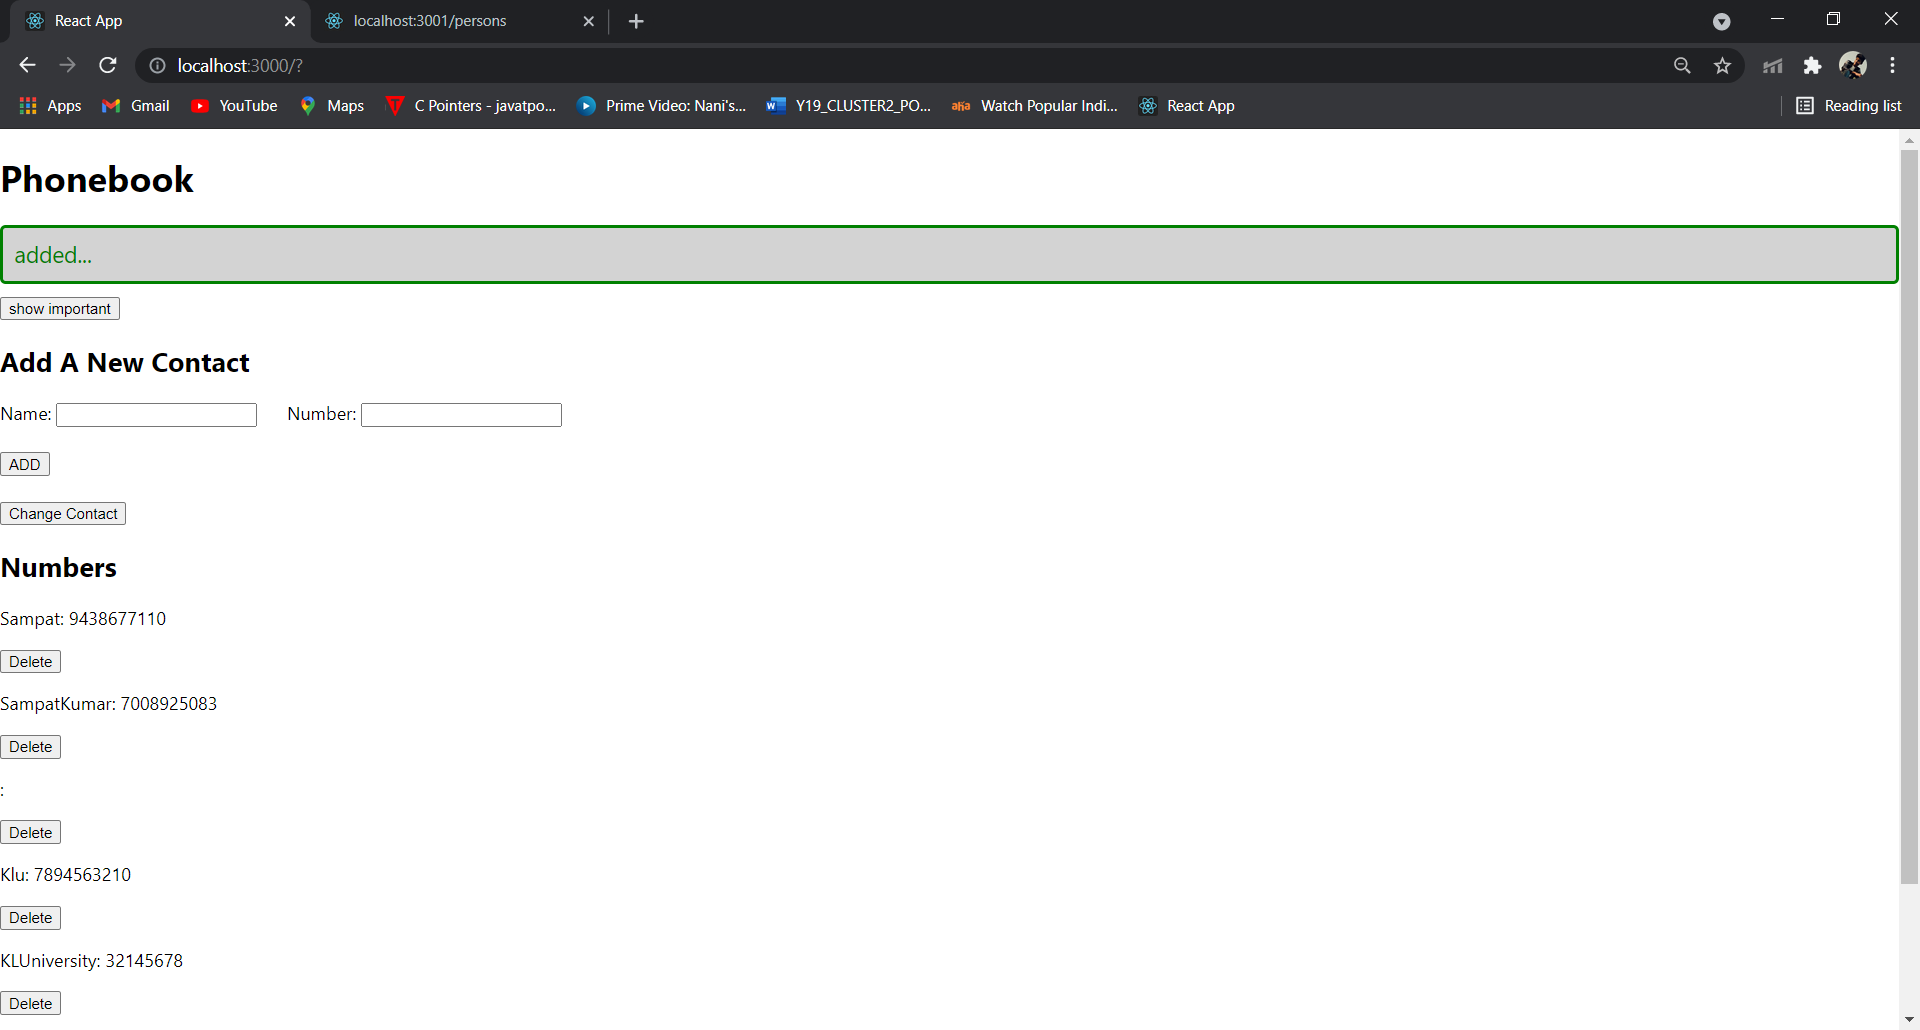 React App
localhost:3001/persons
localhost:3000/?
Apps Gmail YouTube Maps C Pointers - javatpo... Prime Video: Nani's... Y19_CLUSTER2_PO... aha Watch Popular Indi... React App Reading list
Phonebook
added...
show important
Add A New Contact
Name: Number:
ADD
Change Contact
Numbers
Sampat: 9438677110
Delete
SampatKumar: 7008925083
Delete
:
Delete
Klu: 7894563210
Delete
KLUniversity: 32145678
Delete